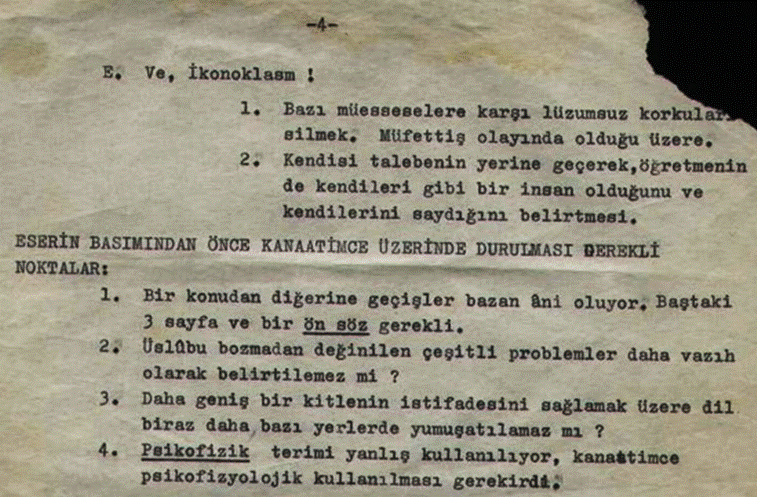 -4-
E. Ve, İkonoklasm !
1. Bazı müesseselere karşı lüzumsuz korkuları
silmek. Müfettiş olayında olduğu üzere.
2. Kendisi talebenin yerine geçerek,öğretmenin
de kendileri gibi bir insan olduğunu ve
kendilerini saydığını belirtmesi.
ESERİN BASIMINDAN ÖNCE KANAATİMCE ÜZERİNDE DURULMASI GEREKLİ
NOKTALAR:
1. Bir konudan diğerine geçişler bazan âni oluyor. Baştaki
3 sayfa ve bir ön söz gerekli.
2. Üslûbu bozmadan değinilen çeşitli problemler daha vazıh
olarak belirtilemez mi ?
3. Daha geniş bir kitlenin istifadesini sağlamak üzere dil
biraz daha bazı yerlerde yumuşatılamaz mı ?
4. Psikofizik terimi yanlış kullanılıyor, kanaatimce
psikofizyolojik kullanılması gerekirdi.